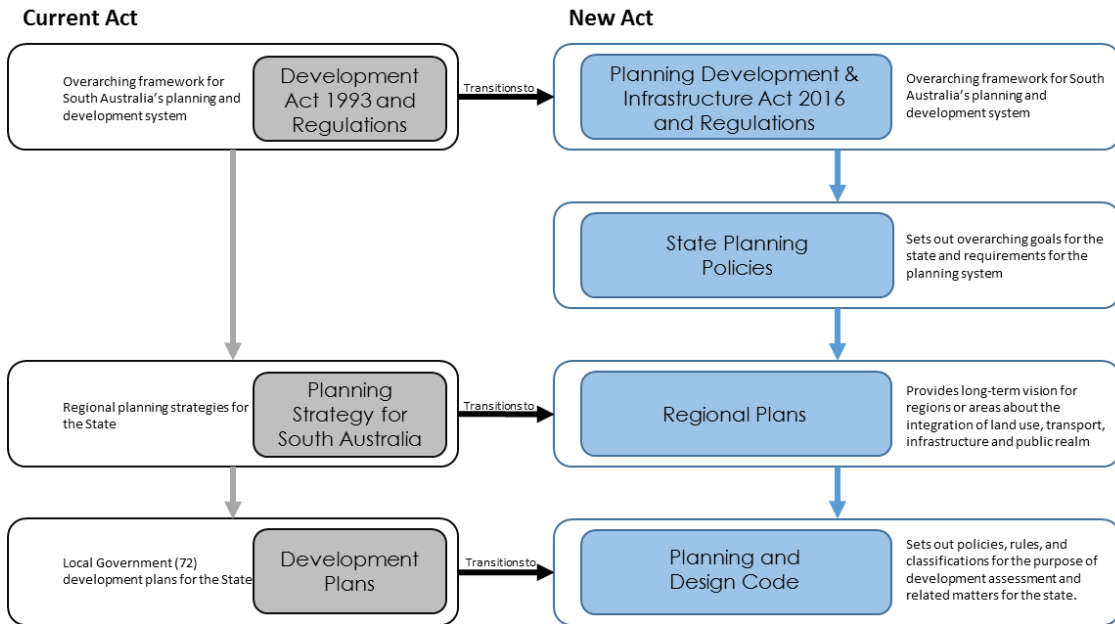 Current Act
New Act
Overarching framework for
South Australia's planning and
development system
Development
Act 1993 and
Regulations
Transitions to
Planning Development &
Infrastructure Act 2016
and Regulations
Overarching framework for South
Australia's planning and
development system
State Planning
Policies
Sets out overarching goals for the
state and requirements for the
planning system
Regional planning strategies for
the State
Planning
Strategy for
South Australia
Transitions to
Regional Plans
Provides long-term vision for
regions or areas about the
integration of land use, transport,
infrastructure and public realm
Local Government (72)
development plans for the State
Development
Plans
Transitions to
Planning and
Design Code
Sets out policies, rules, and
classifications for the purpose of
development assessment and
related matters for the state.